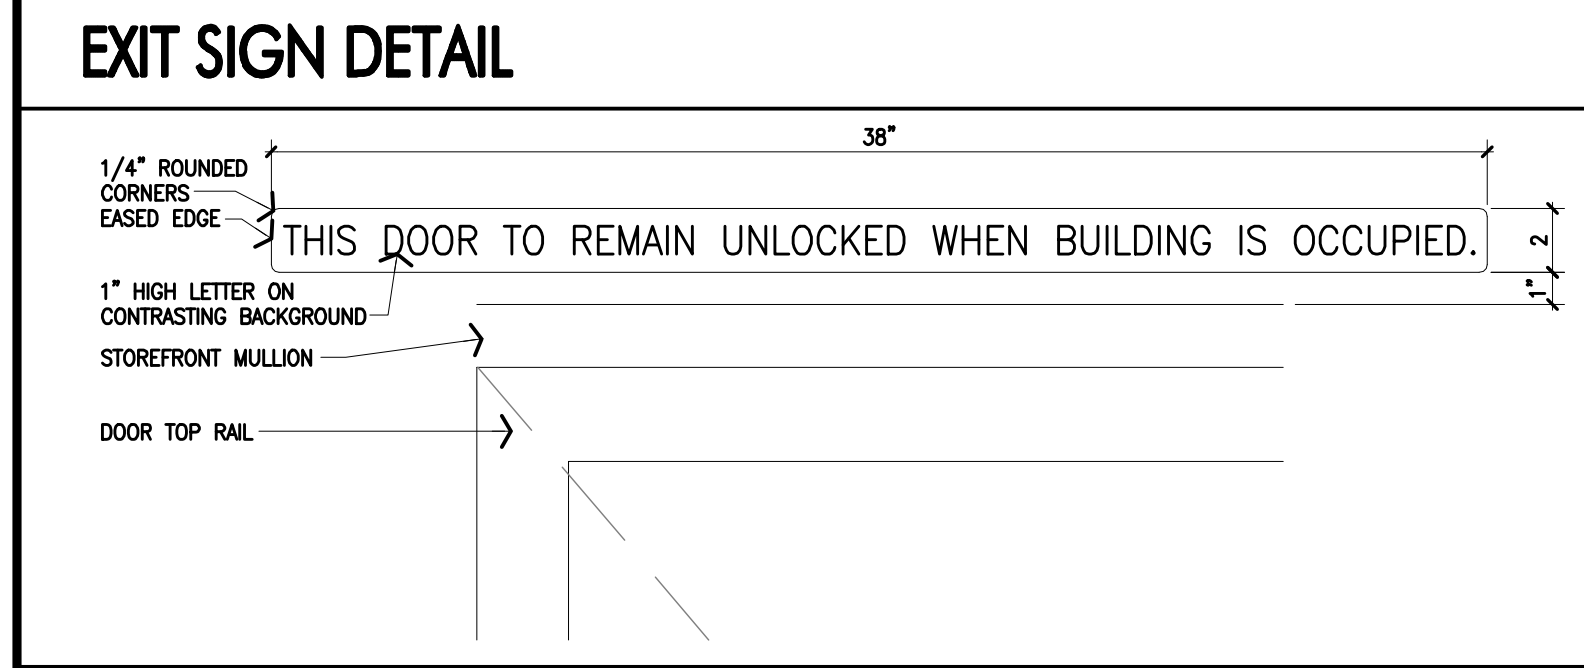 EXIT SIGN DETAIL
38"
1/4" ROUNDED
CORNERS
EASED EDGE
THIS DOOR TO REMAIN UNLOCKED WHEN BUILDING IS OCCUPIED.
2
1"
1" HIGH LETTER ON
CONTRASTING BACKGROUND
STOREFRONT MULLION
DOOR TOP RAIL